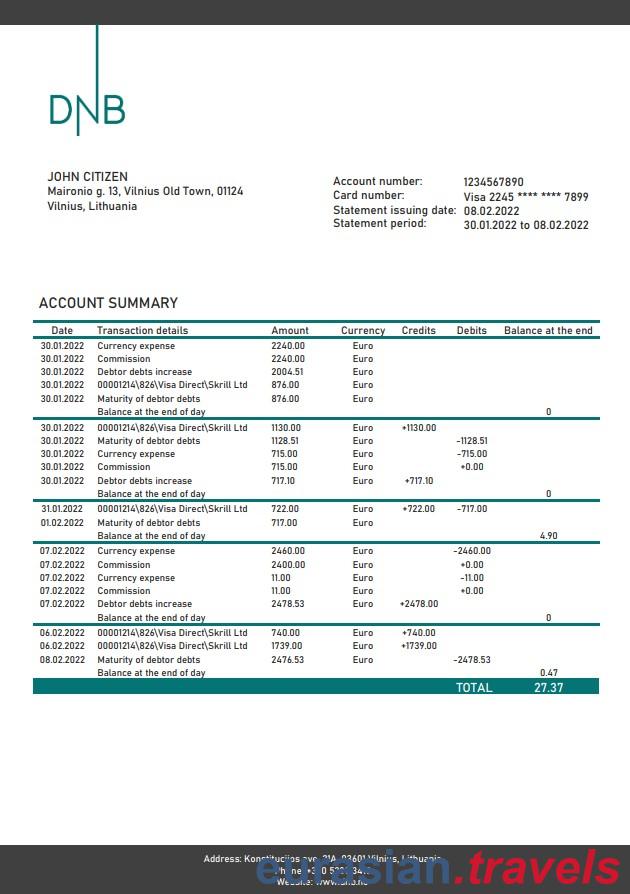 DNB
JOHN CITIZEN
Maironio g. 13, Vilnius Old Town, 01124
Vilnius, Lithuania
Account number: 1234567890
Card number: Visa 2245 **** **** 7899
Statement issuing date: 08.02.2022
Statement period: 30.01.2022 to 08.02.2022
ACCOUNT SUMMARY
Date Transaction details Amount Currency Credits Debits Balance at the end
30.01.2022 Currency expense 2240.00 Euro
30.01.2022 Commission 2240.00 Euro
30.01.2022 Debtor debts increase 2004.51 Euro
30.01.2022 00001214\826\Visa Direct\Skrill Ltd 876.00 Euro
30.01.2022 Maturity of debtor debts 876.00 Euro
Balance at the end of day 0
30.01.2022 00001214\826\Visa Direct\Skrill Ltd 1130.00 Euro +1130.00
30.01.2022 Maturity of debtor debts 1128.51 Euro -1128.51
30.01.2022 Currency expense 715.00 Euro -715.00
30.01.2022 Commission 715.00 Euro +0.00
30.01.2022 Debtor debts increase 717.10 Euro +717.10
Balance at the end of day 0
31.01.2022 00001214\826\Visa Direct\Skrill Ltd 722.00 Euro +722.00 -717.00
01.02.2022 Maturity of debtor debts 717.00 Euro
Balance at the end of day 4.90
07.02.2022 Currency expense 2460.00 Euro -2460.00
07.02.2022 Commission 2400.00 Euro +0.00
07.02.2022 Currency expense 11.00 Euro -11.00
07.02.2022 Commission 11.00 Euro +0.00
07.02.2022 Debtor debts increase 2478.53 Euro +2478.00
Balance at the end of day 0
06.02.2022 00001214\826\Visa Direct\Skrill Ltd 740.00 Euro +740.00
06.02.2022 00001214\826\Visa Direct\Skrill Ltd 1739.00 Euro +1739.00
08.02.2022 Maturity of debtor debts 2476.53 Euro -2478.53
Balance at the end of day 0.47
TOTAL 27.37
Address: Konstitucijos ave. 21A, 03601 Vilnius, Lithuania
Phone:
Website:
eurasian.travels